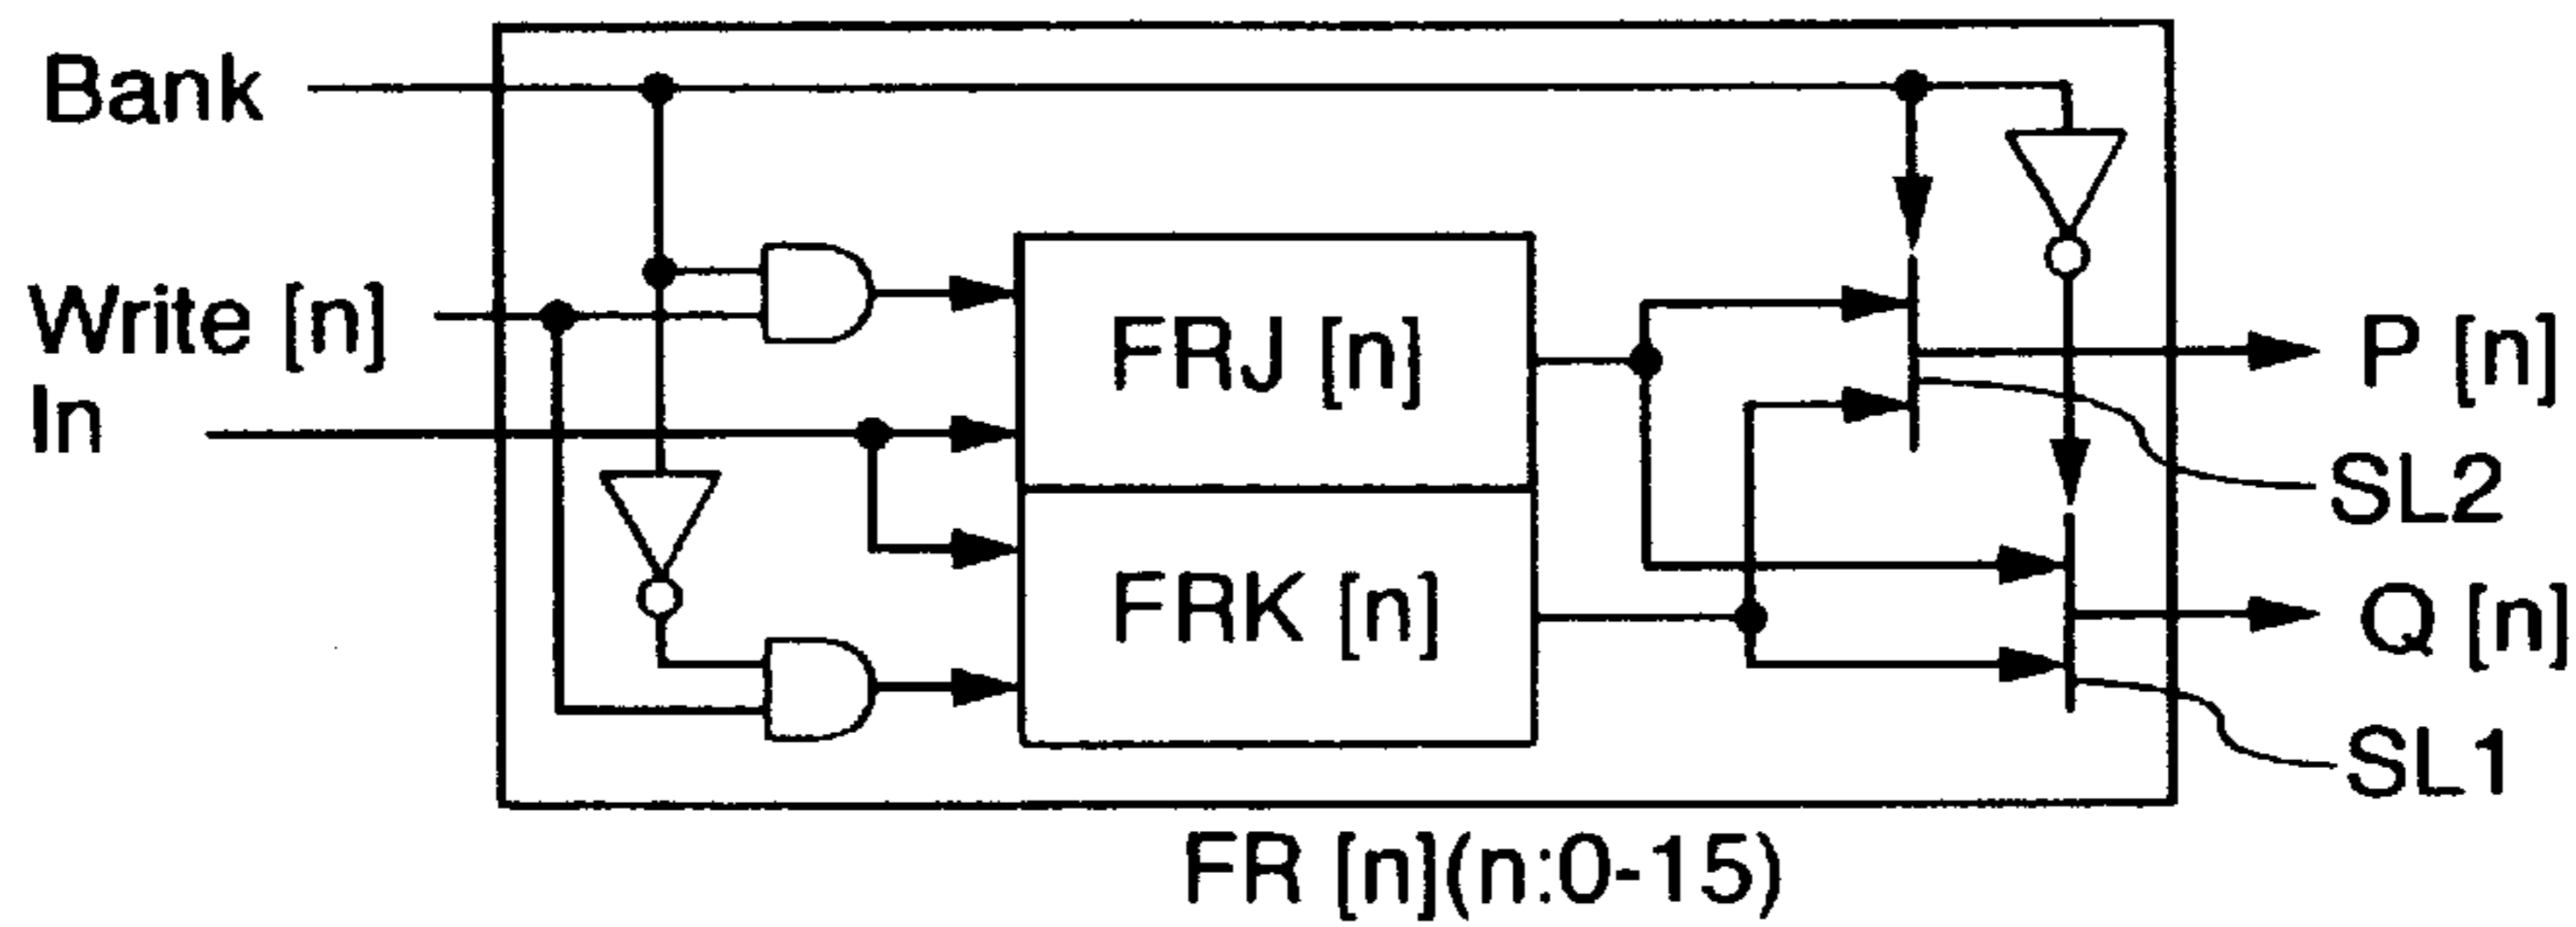 Bank
Write [n]
In
FRJ [n]
FRK [n]
P [n]
SL2
Q [n]
SL1
FR [n](n:0-15)